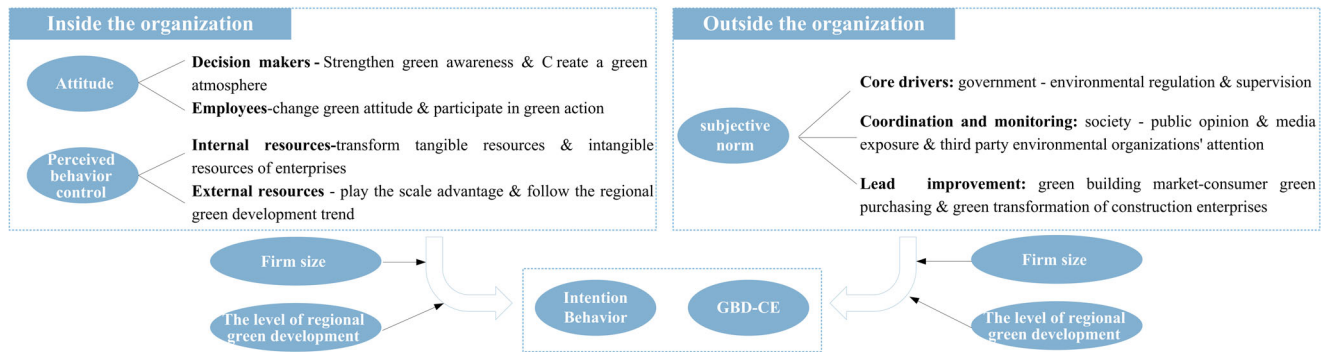 Inside the organization
Attitude
Decision makers - Strengthen green awareness & C reate a green
atmosphere
Employees-change green attitude & participate in green action
Perceived
behavior
control
Internal resources-transform tangible resources & intangible
resources of enterprises
External resources - play the scale advantage & follow the regional
green development trend
Outside the organization
subjective
norm
Core drivers: government - environmental regulation & supervision
Coordination and monitoring: society - public opinion & media
exposure & third party environmental organizations' attention
Lead improvement: green building market-consumer green
purchasing & green transformation of construction enterprises
Firm size
The level of regional
green development
Intention
Behavior
GBD-CE
Firm size
The level of regional
green development